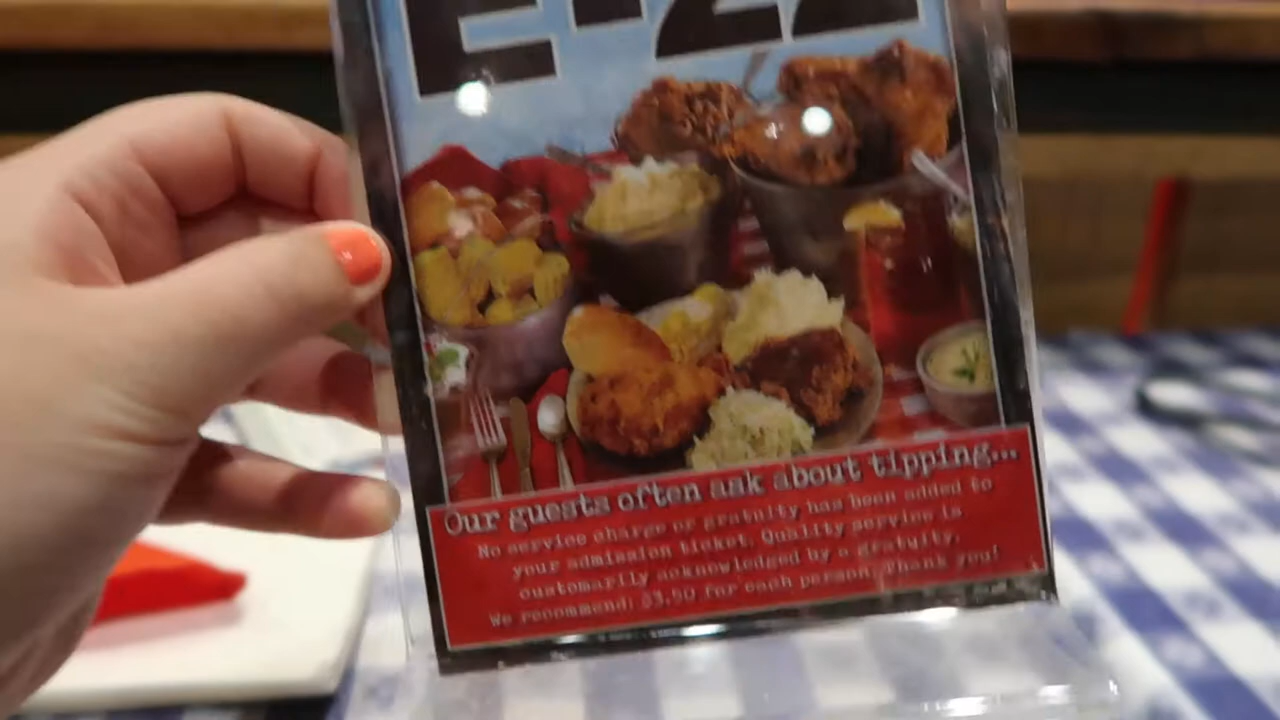 Our guests often ask about tipping...
No service charge or gratuity has been added to
your admission ticket. Quality service is
customarily acknowledged by a gratuity.
We recommend: $3.50 for each person. Thank you!